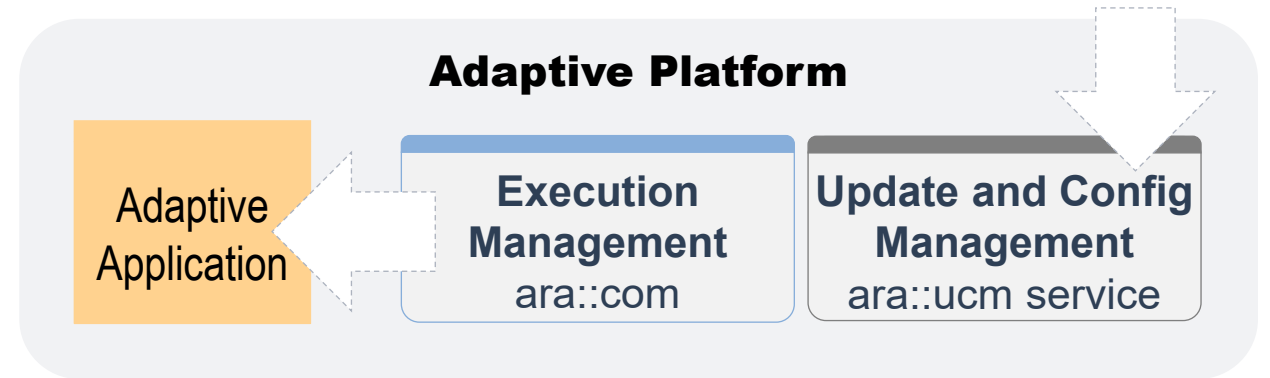 Adaptive Platform
Adaptive
Application
Execution
Management
ara::com
Update and Config
Management
ara::ucm service